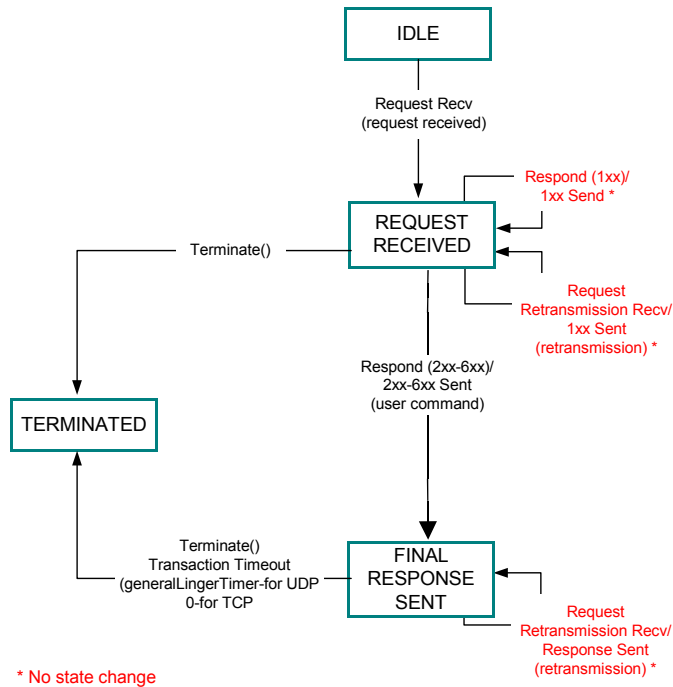 IDLE
Request Recv
(request received)
Respond (1xx)/
1xx Send *
REQUEST
RECEIVED
Terminate()
Request
Retransmission Recv/
1xx Sent
(retransmission) *
Respond (2xx-6xx)/
2xx-6xx Sent
(user command)
TERMINATED
Terminate()
Transaction Timeout
(generalLingerTimer-for UDP
0-for TCP
FINAL
RESPONSE
SENT
Request
Retransmission Recv/
Response Sent
(retransmission) *
* No state change